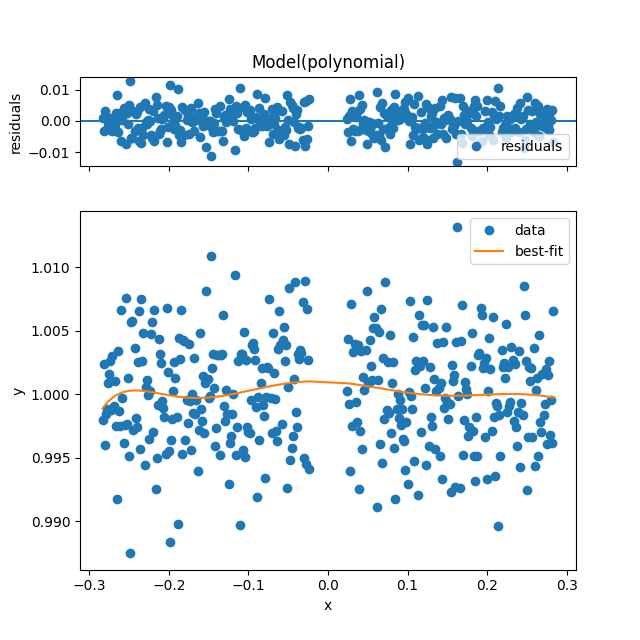 Model(polynomial)
0.01
0.00
−0.01
residuals
residuals
data
best-fit
1.010
1.005
1.000
0.995
0.990
y
−0.3
−0.2
−0.1
0.0
0.1
0.2
0.3
x